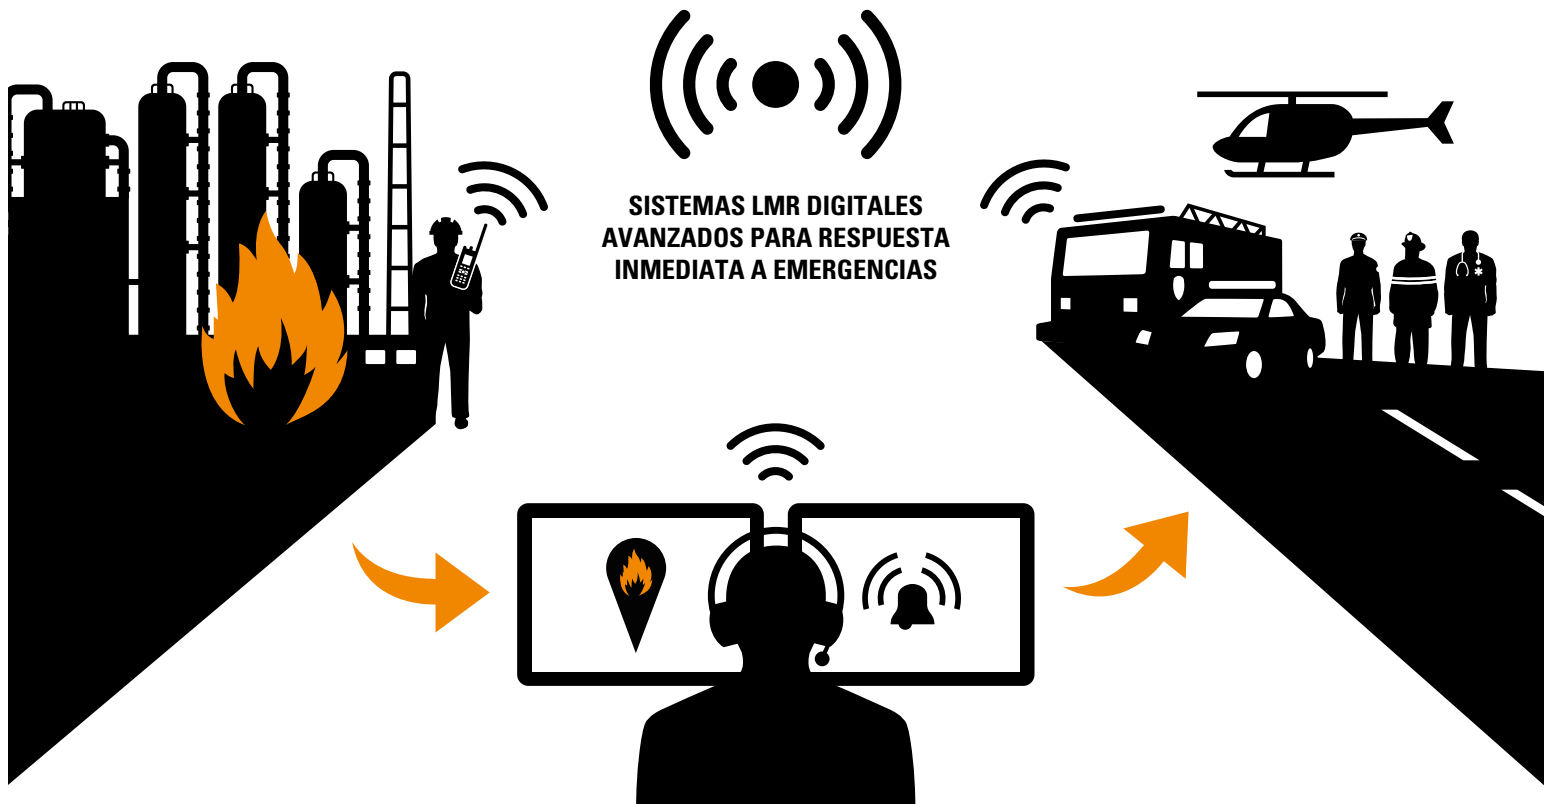 SISTEMAS LMR DIGITALES
AVANZADOS PARA RESPUESTA
INMEDIATA A EMERGENCIAS